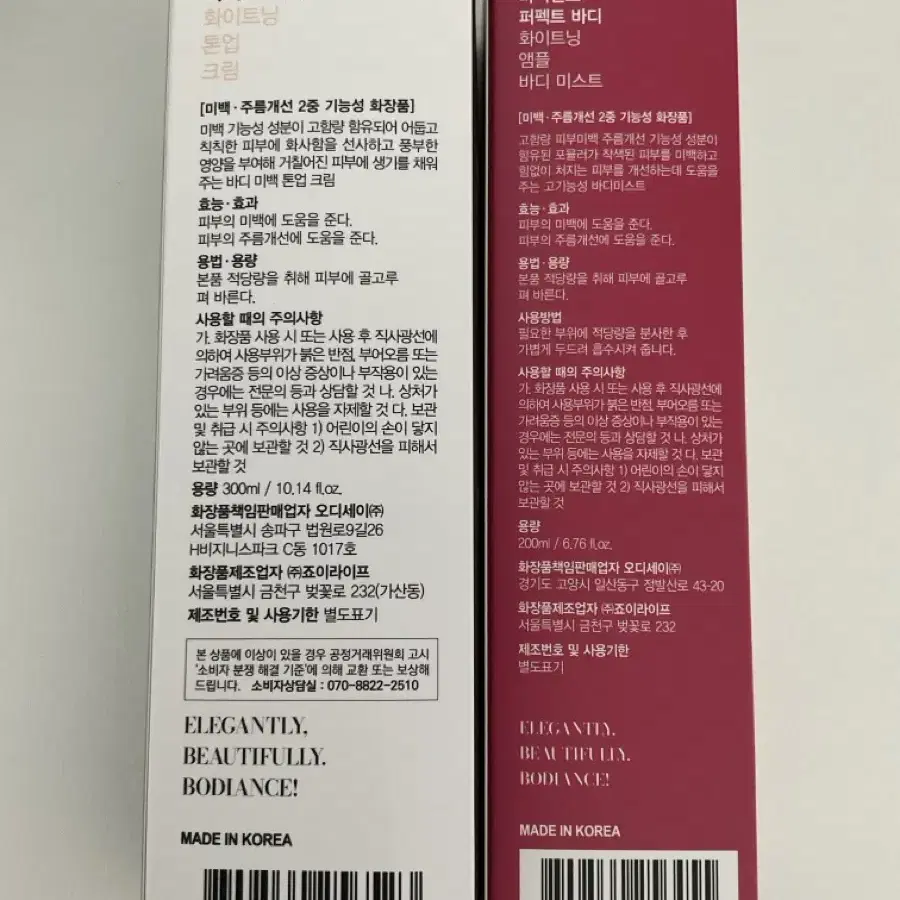 화이트닝
톤업
크림
[미백·주름개선 2중 기능성 화장품]
미백 기능성 성분이 고함량 함유되어 어둡고
칙칙한 피부에 화사함을 선사하고 풍부한
영양을 부여해 거칠어진 피부에 생기를 채워
주는 바디 미백 톤업 크림
효능·효과
피부의 미백에 도움을 준다.
피부의 주름개선에 도움을 준다.
용법·용량
본품 적당량을 취해 피부에 골고루
펴 바른다.
사용할 때의 주의사항
가. 화장품 사용 시 또는 사용 후 직사광선에
의하여 사용부위가 붉은 반점, 부어오름 또는
가려움증 등의 이상 증상이나 부작용이 있는
경우에는 전문의 등과 상담할 것 나. 상처가
있는 부위 등에는 사용을 자제할 것 다. 보관
및 취급 시 주의사항 1) 어린이의 손이 닿지
않는 곳에 보관할 것 2) 직사광선을 피해서
보관할 것
용량 300ml / 10.14 fl.oz.
화장품책임판매업자 오디세이㈜
서울특별시 송파구 법원로9길26
H비지니스파크 C동 1017호
화장품제조업자 ㈜죠이라이프
서울특별시 금천구 벚꽃로 232(가산동)
제조번호 및 사용기한 별도표기
본 상품에 이상이 있을 경우 공정거래위원회 고시
'소비자 분쟁 해결 기준'에 의해 교환 또는 보상해
드립니다. 소비자상담실 : 070-8822-2510
ELEGANTLY,
BEAUTIFULLY.
BODIANCE!
MADE IN KOREA
퍼펙트 바디
화이트닝
앰플
바디 미스트
[미백·주름개선 2중 기능성 화장품]
고함량 피부미백 주름개선 기능성 성분이
함유된 포뮬러가 착색된 피부를 미백하고
힘없이 처지는 피부를 개선하는데 도움을
주는 고기능성 바디미스트
효능·효과
피부의 미백에 도움을 준다.
피부의 주름개선에 도움을 준다.
용법·용량
본품 적당량을 취해 피부에 골고루
펴 바른다.
사용방법
필요한 부위에 적당량을 분사한 후
가볍게 두드려 흡수시켜 줍니다.
사용할 때의 주의사항
가. 화장품 사용 시 또는 사용 후 직사광선에
의하여 사용부위가 붉은 반점, 부어오름 또는
가려움증 등의 이상 증상이나 부작용이 있는
경우에는 전문의 등과 상담할 것 나. 상처가
있는 부위 등에는 사용을 자제할 것 다. 보관
및 취급 시 주의사항 1) 어린이의 손이 닿지
않는 곳에 보관할 것 2) 직사광선을 피해서
보관할 것
용량
200ml / 6.76 fl.oz.
화장품책임판매업자 오디세이㈜
경기도 고양시 일산동구 정발산로 43-20
화장품제조업자 ㈜죠이라이프
서울특별시 금천구 벚꽃로 232
제조번호 및 사용기한
별도표기
ELEGANTLY.
BEAUTIFULLY.
BODIANCE!
MADE IN KOREA